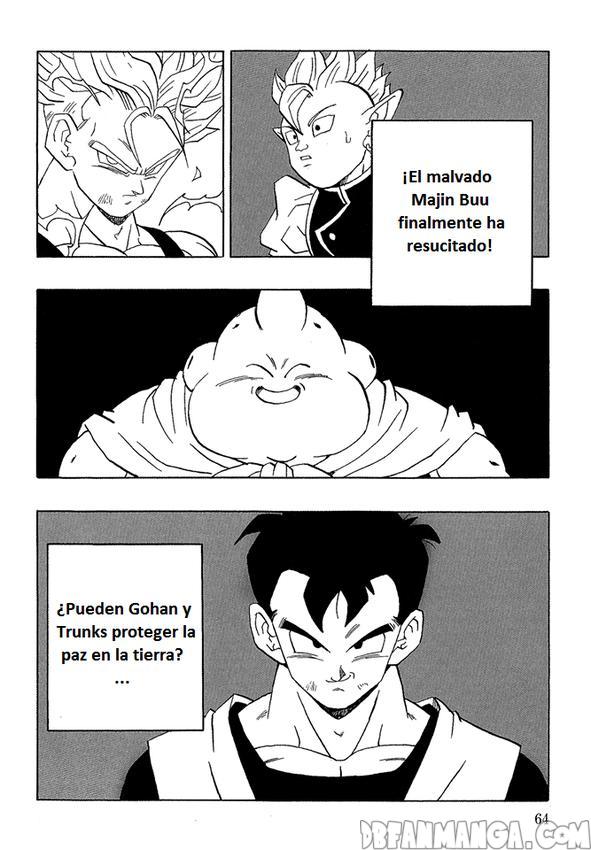 ¡El malvado
Majin Buu
finalmente ha
resucitado!
¿Pueden Gohan y
Trunks proteger la
paz en la tierra?
...
64
DBFANMANGA.COM